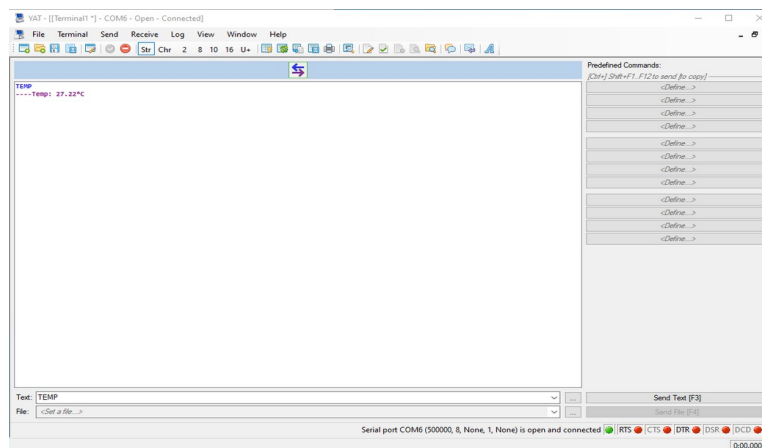 YAT - [[Terminal1 *] - COM6 - Open - Connected]
File Terminal Send Receive Log View Window Help
Str Chr 2 8 10 16 U+
Predefined Commands:
[Ctrl+] Shift+F1..F12 to send [to copy]
<Define...>
<Define...>
<Define...>
<Define...>
<Define...>
<Define...>
<Define...>
<Define...>
<Define...>
<Define...>
<Define...>
<Define...>
TEMP
----Temp: 27.22°C
Text: TEMP
... Send Text [F3]
File: <Set a file...>
... Send File [F4]
Serial port COM6 (500000, 8, None, 1, None) is open and connected RTS CTS DTR DSR DCD
0:00.000